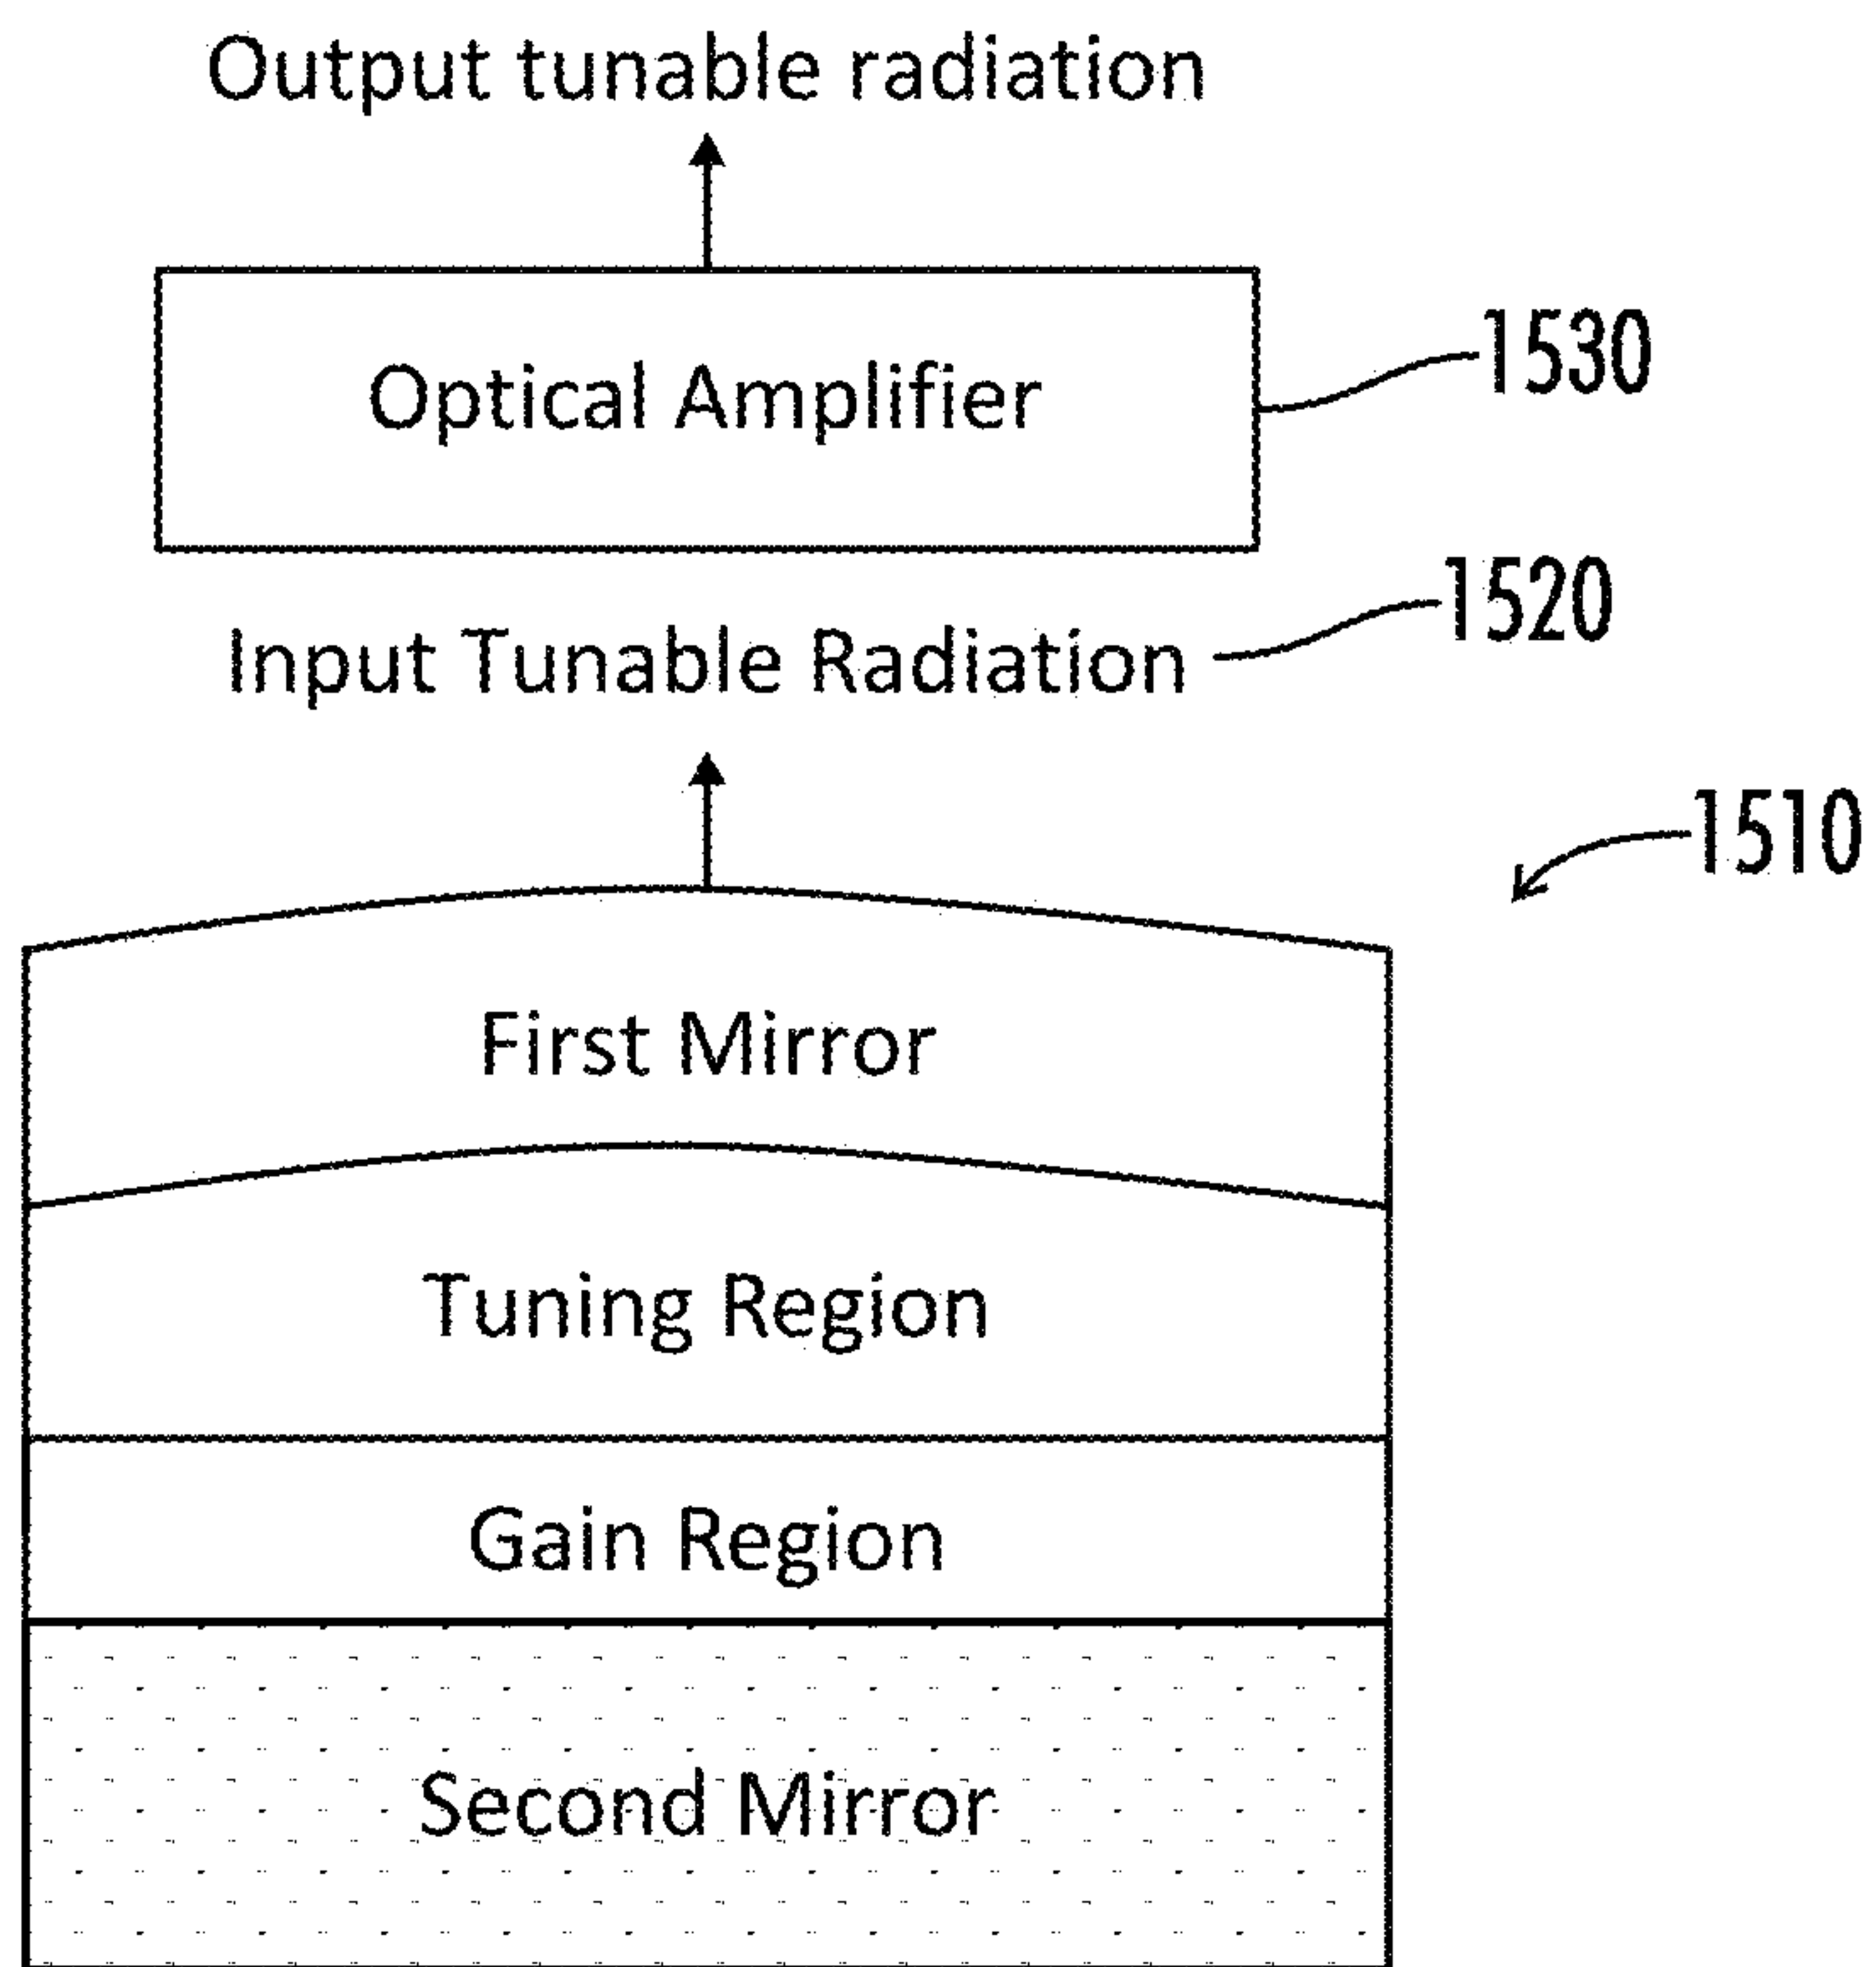 Output tunable radiation
Optical Amplifier
1530
1520
Input Tunable Radiation
1510
First Mirror
Tuning Region
Gain Region
Second Mirror